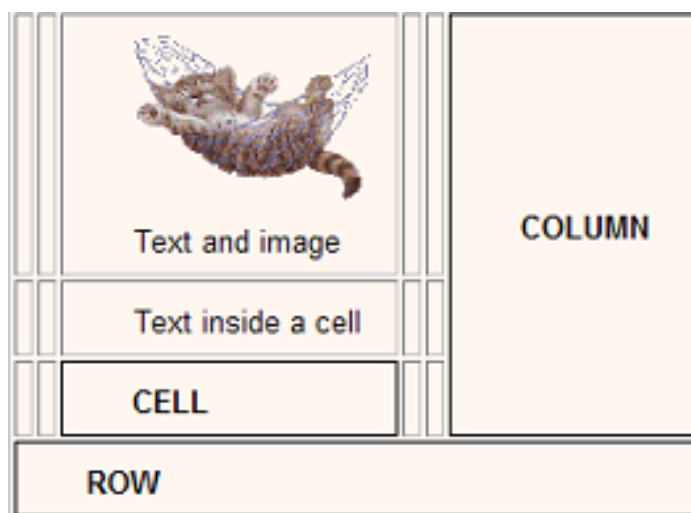 Text and image
COLUMN
Text inside a cell
CELL
ROW